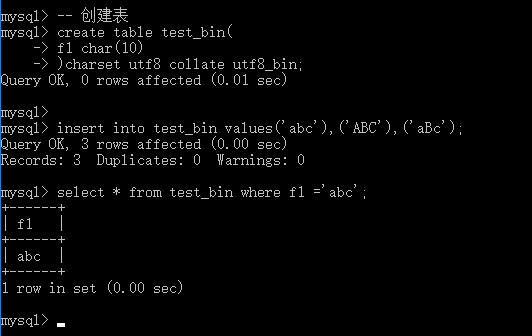 mysql> -- 创建表
mysql> create table test_bin(
    -> f1 char(10)
    -> )charset utf8 collate utf8_bin;
Query OK, 0 rows affected (0.01 sec)
mysql>
mysql> insert into test_bin values('abc'),('ABC'),('aBc');
Query OK, 3 rows affected (0.00 sec)
Records: 3  Duplicates: 0  Warnings: 0
mysql> select * from test_bin where f1 ='abc';
+------+
| f1   |
+------+
| abc  |
+------+
1 row in set (0.00 sec)
mysql> _